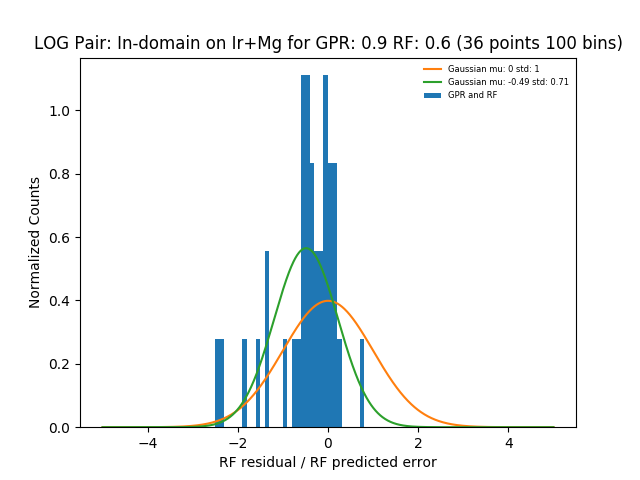 LOG Pair: In-domain on Ir+Mg for GPR: 0.9 RF: 0.6 (36 points 100 bins)
Gaussian mu: 0 std: 1
Gaussian mu: -0.49 std: 0.71
GPR and RF
Normalized Counts
1.0
0.8
0.6
0.4
0.2
0.0
−4 −2 0 2 4
RF residual / RF predicted error